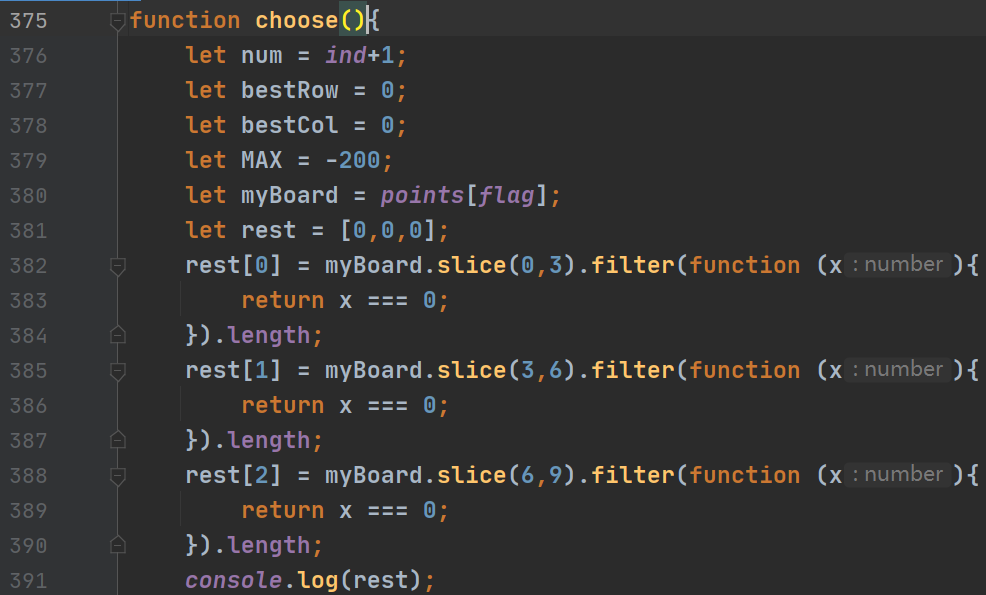 375 function choose(){
376 let num = ind+1;
377 let bestRow = 0;
378 let bestCol = 0;
379 let MAX = -200;
380 let myBoard = points[flag];
381 let rest = [0,0,0];
382 rest[0] = myBoard.slice(0,3).filter(function (x : number ){
383 return x === 0;
384 }).length;
385 rest[1] = myBoard.slice(3,6).filter(function (x : number ){
386 return x === 0;
387 }).length;
388 rest[2] = myBoard.slice(6,9).filter(function (x : number ){
389 return x === 0;
390 }).length;
391 console.log(rest);